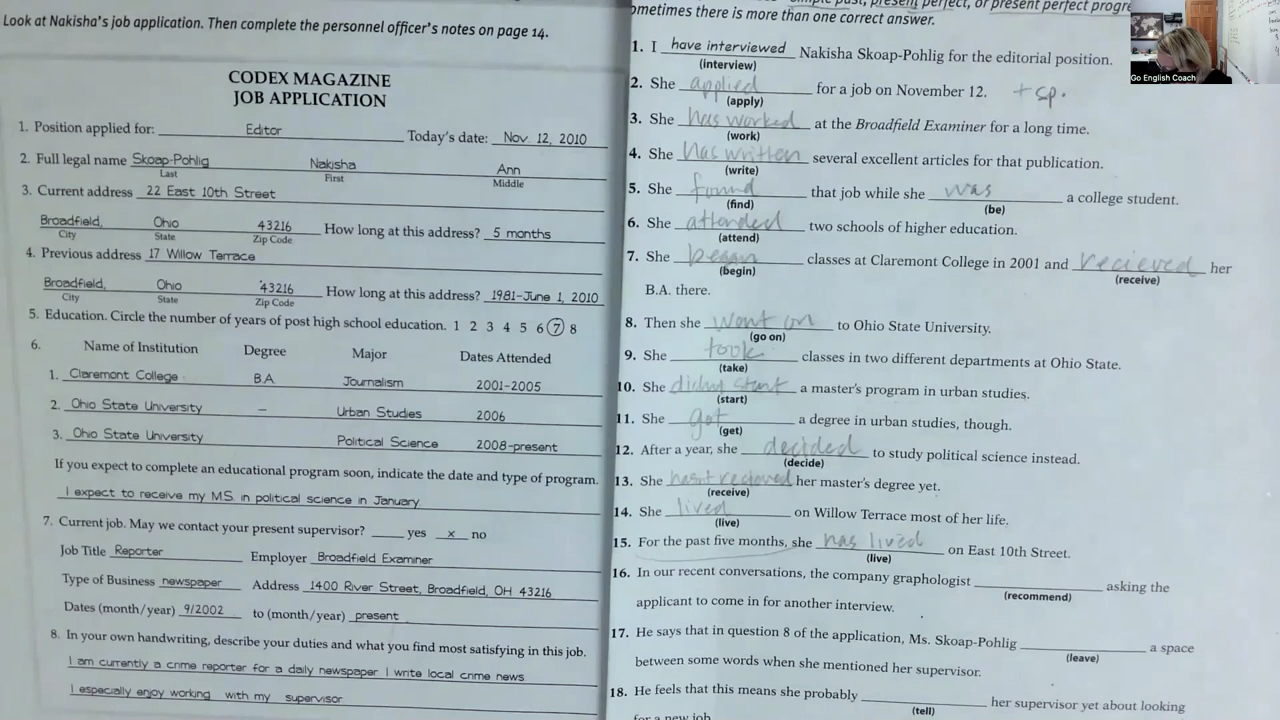 Look at Nakisha's job application. Then complete the personnel officer's notes on page 14.
CODEX MAGAZINE
JOB APPLICATION
1. Position applied for: Editor Today's date: Nov 12, 2010
2. Full legal name Skoap-Pohlig Nakisha Ann
Last First Middle
3. Current address 22 East 10th Street
Broadfield, Ohio 43216 How long at this address? 5 months
City State Zip Code
4. Previous address 17 Willow Terrace
Broadfield, Ohio 43216 How long at this address? 1981-June 1, 2010
City State Zip Code
5. Education. Circle the number of years of post high school education. 1 2 3 4 5 6 7 8
6. Name of Institution Degree Major Dates Attended
1. Claremont College B.A. Journalism 2001-2005
2. Ohio State University – Urban Studies 2006
3. Ohio State University Political Science 2008-present
If you expect to complete an educational program soon, indicate the date and type of program.
I expect to receive my M.S. in political science in January
7. Current job. May we contact your present supervisor? yes x no
Job Title Reporter Employer Broadfield Examiner
Type of Business newspaper Address 1400 River Street, Broadfield, OH 43216
Dates (month/year) 9/2002 to (month/year) present
8. In your own handwriting, describe your duties and what you find most satisfying in this job.
I am currently a crime reporter for a daily newspaper I write local crime news
I especially enjoy working with my supervisor
past, present perfect, or present perfect progre
ometimes there is more than one correct answer.
1. I have interviewed Nakisha Skoap-Pohlig for the editorial position.
(interview)
2. She applied for a job on November 12. + sp.
(apply)
3. She has worked at the Broadfield Examiner for a long time.
(work)
4. She has written several excellent articles for that publication.
(write)
5. She found that job while she was a college student.
(find) (be)
6. She attended two schools of higher education.
(attend)
7. She began classes at Claremont College in 2001 and recieved her
(begin) (receive)
B.A. there.
8. Then she went on to Ohio State University.
(go on)
9. She took classes in two different departments at Ohio State.
(take)
10. She start a master's program in urban studies.
(start)
11. She got a degree in urban studies, though.
(get)
12. After a year, she decided to study political science instead.
(decide)
13. She hasn't recieved her master's degree yet.
(receive)
14. She lived on Willow Terrace most of her life.
(live)
15. For the past five months, she has lived on East 10th Street.
(live)
16. In our recent conversations, the company graphologist asking the
(recommend)
applicant to come in for another interview.
17. He says that in question 8 of the application, Ms. Skoap-Pohlig a space
(leave)
between some words when she mentioned her supervisor.
18. He feels that this means she probably her supervisor yet about looking
(tell)
for a new job
Go English Coach